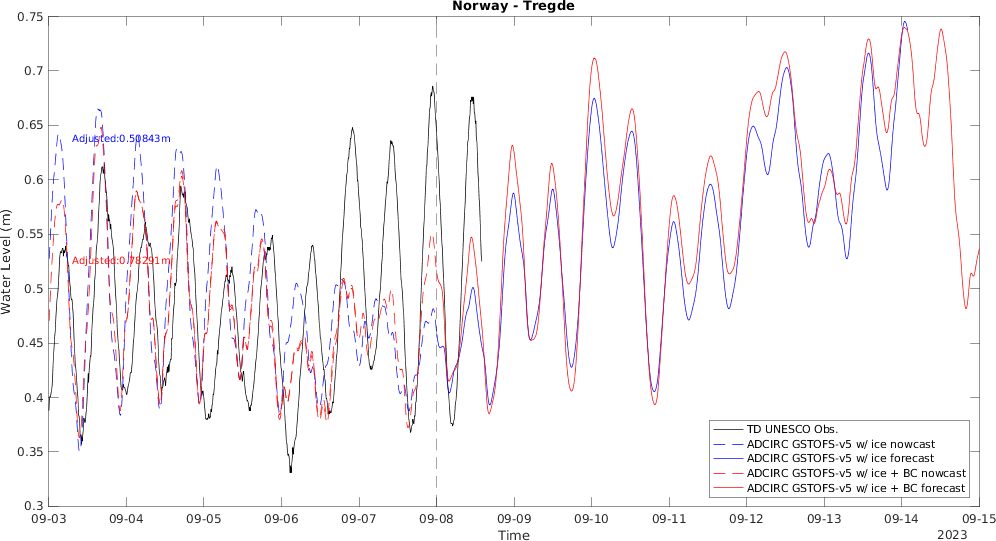 Norway - Tregde
0.75
0.7
0.65
0.6
0.55
0.5
0.45
0.4
0.35
0.3
Water Level (m)
Adjusted:0.50843m
Adjusted:0.78291m
TD UNESCO Obs.
ADCIRC GSTOFS-v5 w/ ice nowcast
ADCIRC GSTOFS-v5 w/ ice forecast
ADCIRC GSTOFS-v5 w/ ice + BC nowcast
ADCIRC GSTOFS-v5 w/ ice + BC forecast
09-03 09-04 09-05 09-06 09-07 09-08 09-09 09-10 09-11 09-12 09-13 09-14 09-15
Time
2023